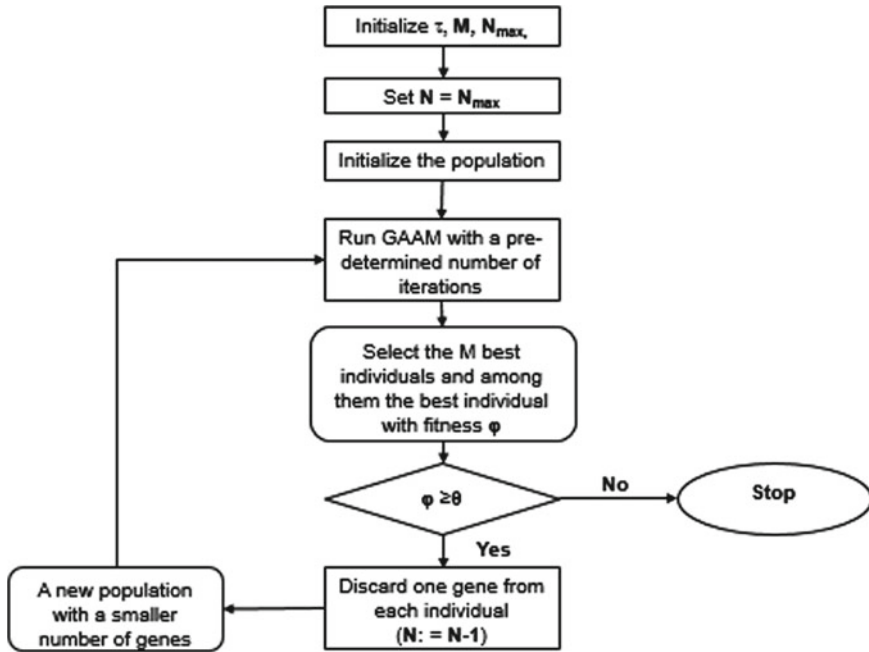 Initialize τ, M, Nmax,
Set N = Nmax
Initialize the population
Run GAAM with a pre-
determined number of
iterations
Select the M best
individuals and among
them the best individual
with fitness φ
φ ≥θ
No
Stop
Yes
Discard one gene from
each individual
(N: = N-1)
A new population
with a smaller
number of genes